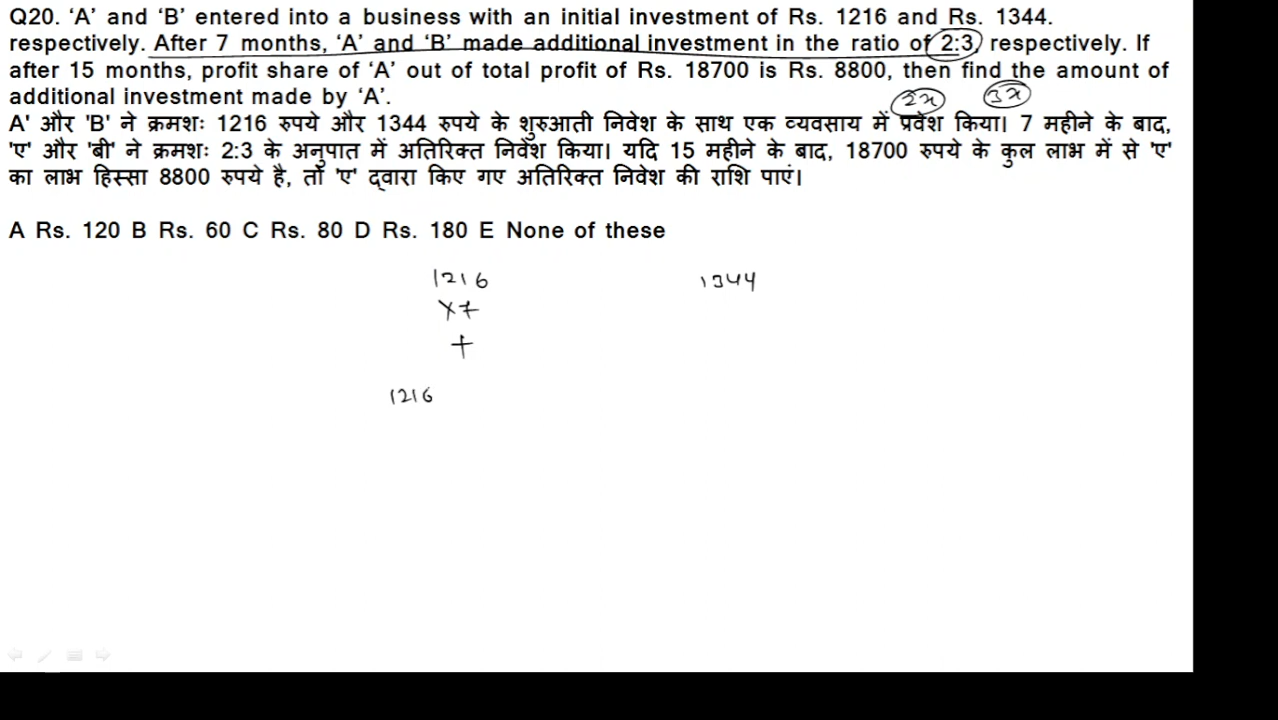 Q20. ‘A’ and ‘B’ entered into a business with an initial investment of Rs. 1216 and Rs. 1344.
respectively. After 7 months, ‘A’ and ‘B’ made additional investment in the ratio of 2:3, respectively. If
after 15 months, profit share of ‘A’ out of total profit of Rs. 18700 is Rs. 8800, then find the amount of
additional investment made by ‘A’.
2x 3x
A' और 'B' ने क्रमशः 1216 रुपये और 1344 रुपये के शुरुआती निवेश के साथ एक व्यवसाय में प्रवेश किया। 7 महीने के बाद,
'ए' और 'बी' ने क्रमशः 2:3 के अनुपात में अतिरिक्त निवेश किया। यदि 15 महीने के बाद, 18700 रुपये के कुल लाभ में से 'ए'
का लाभ हिस्सा 8800 रुपये है, तो 'ए' द्वारा किए गए अतिरिक्त निवेश की राशि पाएं।
A Rs. 120 B Rs. 60 C Rs. 80 D Rs. 180 E None of these
1216 1344
x7
+
1216